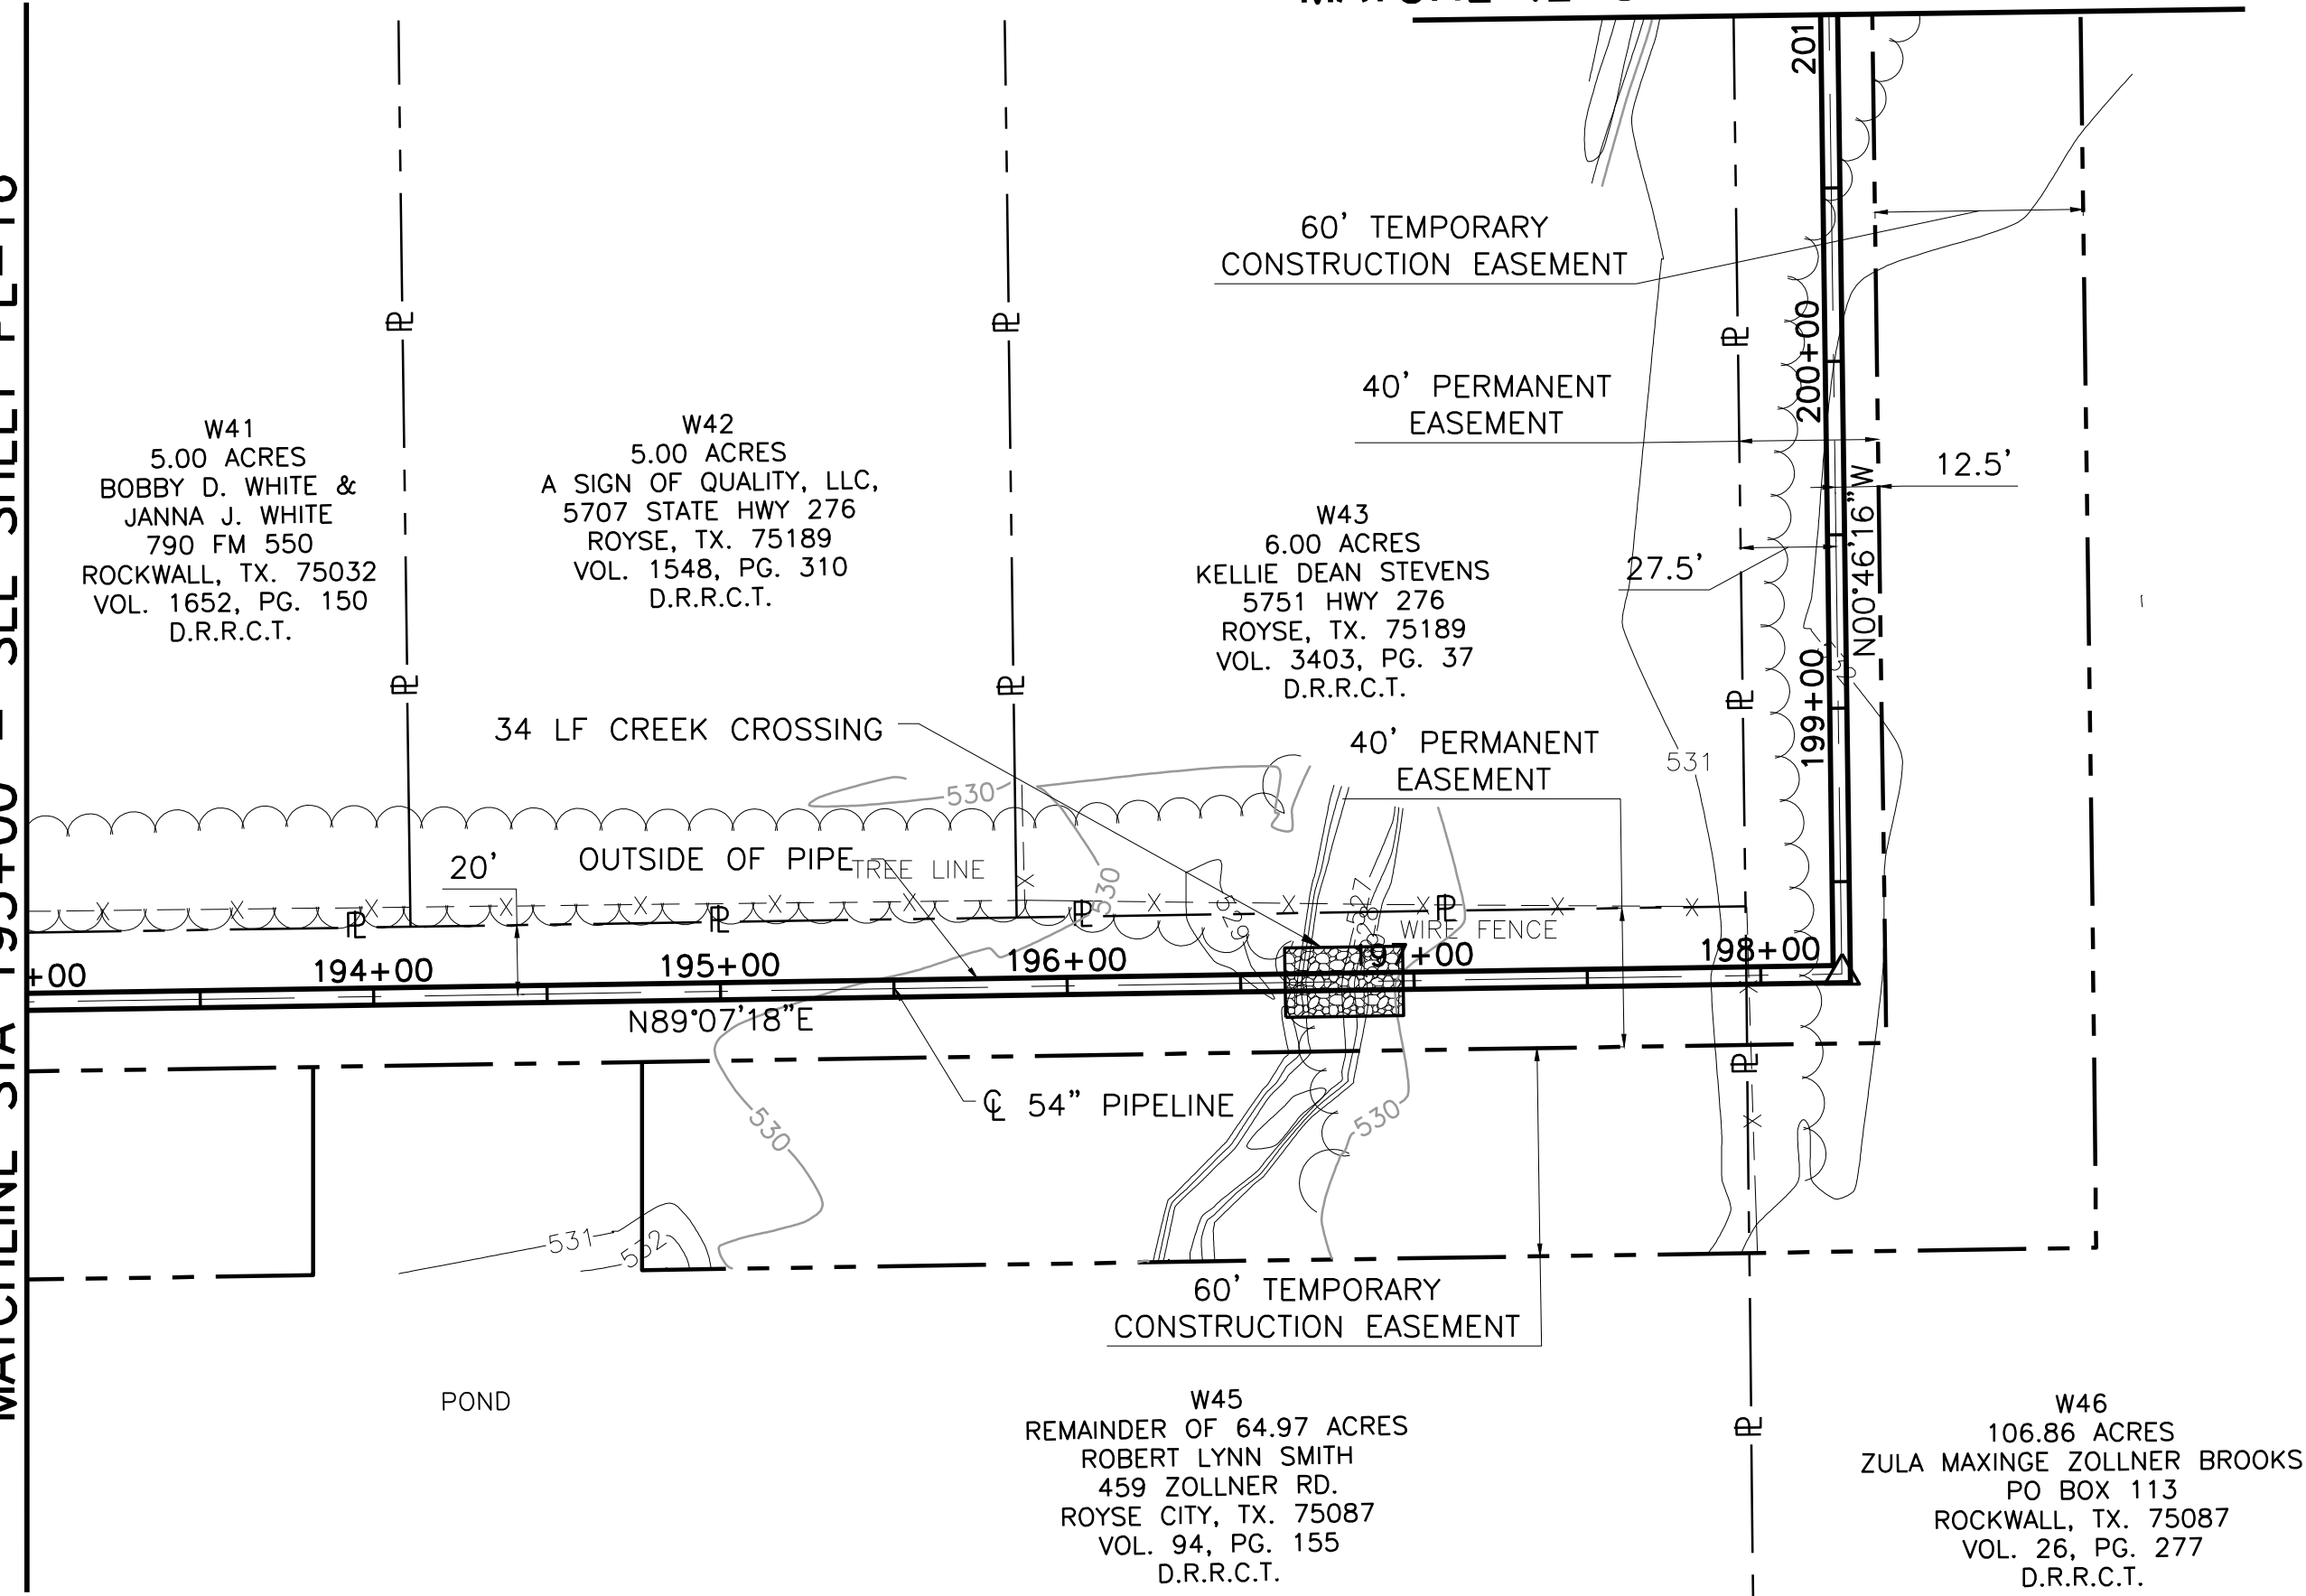 60' TEMPORARY
CONSTRUCTION EASEMENT
201
40' PERMANENT
EASEMENT
200+00
12.5'
27.5'
N00°46'16"W
199+00
W41
5.00 ACRES
BOBBY D. WHITE &
JANNA J. WHITE
790 FM 550
ROCKWALL, TX. 75032
VOL. 1652, PG. 150
D.R.R.C.T.
W42
5.00 ACRES
A SIGN OF QUALITY, LLC,
5707 STATE HWY 276
ROYSE, TX. 75189
VOL. 1548, PG. 310
D.R.R.C.T.
W43
6.00 ACRES
KELLIE DEAN STEVENS
5751 HWY 276
ROYSE, TX. 75189
VOL. 3403, PG. 37
D.R.R.C.T.
34 LF CREEK CROSSING
40' PERMANENT
EASEMENT
531
530
20'
OUTSIDE OF PIPE
TREE LINE
530
529
527
WIRE FENCE
+00
194+00
195+00
196+00
197+00
198+00
N89°07'18"E
℄ 54" PIPELINE
530
530
531
532
60' TEMPORARY
CONSTRUCTION EASEMENT
POND
W45
REMAINDER OF 64.97 ACRES
ROBERT LYNN SMITH
459 ZOLLNER RD.
ROYSE CITY, TX. 75087
VOL. 94, PG. 155
D.R.R.C.T.
W46
106.86 ACRES
ZULA MAXINGE ZOLLNER BROOKS
PO BOX 113
ROCKWALL, TX. 75087
VOL. 26, PG. 277
D.R.R.C.T.